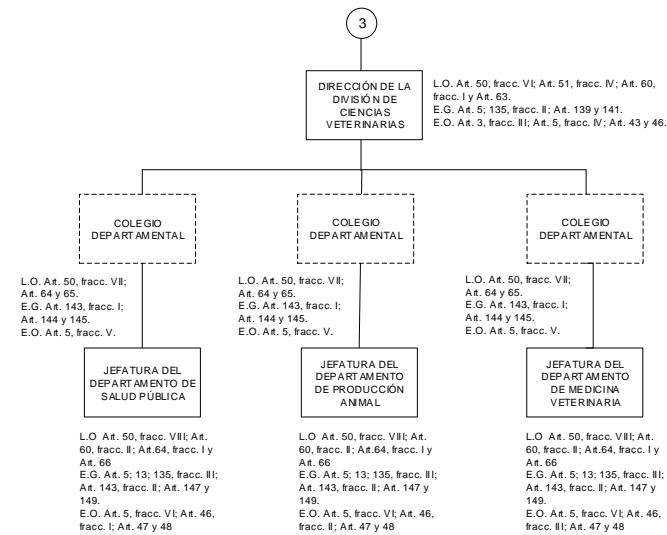 3
DIRECCIÓN DE LA
DIVISIÓN DE
CIENCIAS
VETERINARIAS
L.O. Art. 50, fracc. VI; Art. 51, fracc. IV; Art. 60,
fracc. I y Art. 63.
E.G. Art. 5; 135, fracc. II; Art. 139 y 141.
E.O. Art. 3, fracc. III; Art. 5, fracc. IV; Art. 43 y 46.
COLEGIO
DEPARTAMENTAL
L.O. Art. 50, fracc. VII;
Art. 64 y 65.
E.G. Art. 143, fracc. I;
Art. 144 y 145.
E.O. Art. 5, fracc. V.
JEFATURA DEL
DEPARTAMENTO DE
SALUD PÚBLICA
L.O Art. 50, fracc. VIII; Art.
60, fracc. II; Art.64, fracc. I y
Art. 66
E.G. Art. 5; 13; 135, fracc. III;
Art. 143, fracc. II; Art. 147 y
149.
E.O. Art. 5, fracc. VI; Art. 46,
fracc. I; Art. 47 y 48
COLEGIO
DEPARTAMENTAL
L.O. Art. 50, fracc. VII;
Art. 64 y 65.
E.G. Art. 143, fracc. I;
Art. 144 y 145.
E.O. Art. 5, fracc. V.
JEFATURA DEL
DEPARTAMENTO
DE PRODUCCIÓN
ANIMAL
L.O Art. 50, fracc. VIII; Art.
60, fracc. II; Art.64, fracc. I y
Art. 66
E.G. Art. 5; 13; 135, fracc. III;
Art. 143, fracc. II; Art. 147 y
149.
E.O. Art. 5, fracc. VI; Art. 46,
fracc. II; Art. 47 y 48
COLEGIO
DEPARTAMENTAL
L.O. Art. 50, fracc. VII;
Art. 64 y 65.
E.G. Art. 143, fracc. I;
Art. 144 y 145.
E.O. Art. 5, fracc. V.
JEFATURA DEL
DEPARTAMENTO
DE MEDICINA
VETERINARIA
L.O Art. 50, fracc. VIII; Art.
60, fracc. II; Art.64, fracc. I y
Art. 66
E.G. Art. 5; 13; 135, fracc. III;
Art. 143, fracc. II; Art. 147 y
149.
E.O. Art. 5, fracc. VI; Art. 46,
fracc. III; Art. 47 y 48